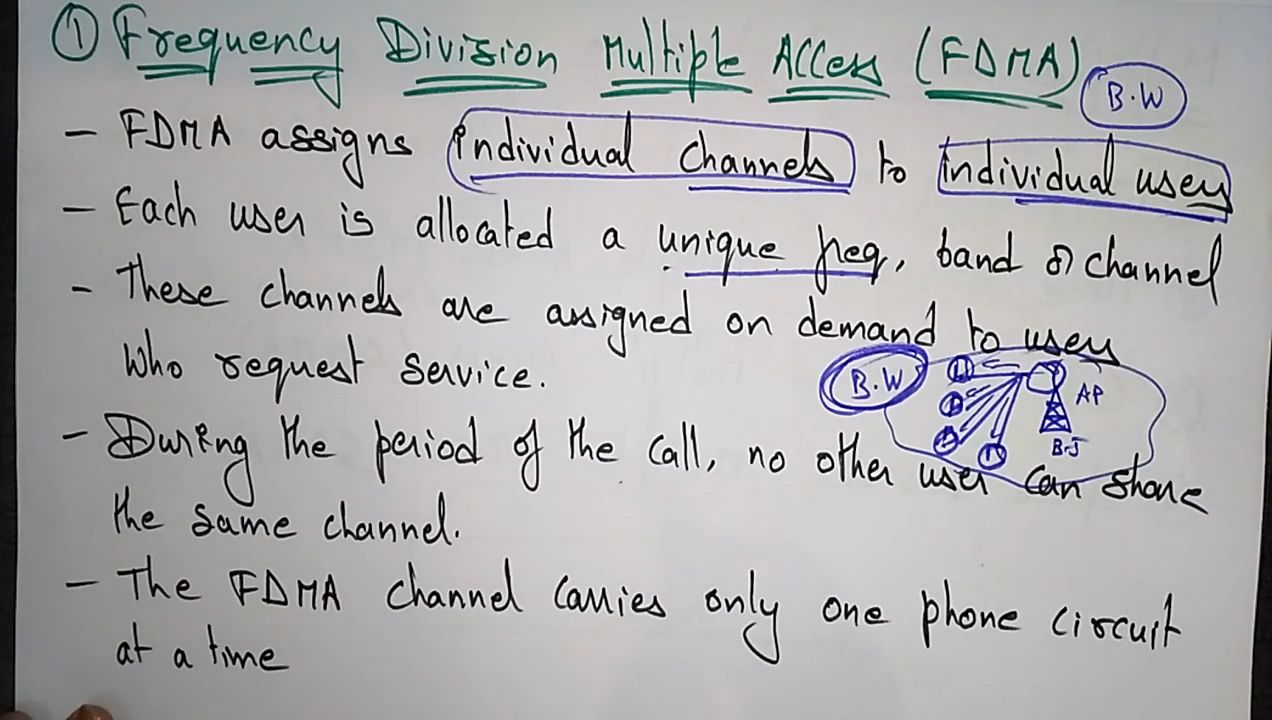 ① Frequency Division Multiple Access (FDMA)
B.W
- FDMA assigns individual channels to individual users
- Each user is allocated a unique freq, band or channel
- These channels are assigned on demand to users
who request service.
B.W
AP
B.S
- During the period of the call, no other user can share
the same channel.
- The FDMA channel carries only one phone circuit
at a time